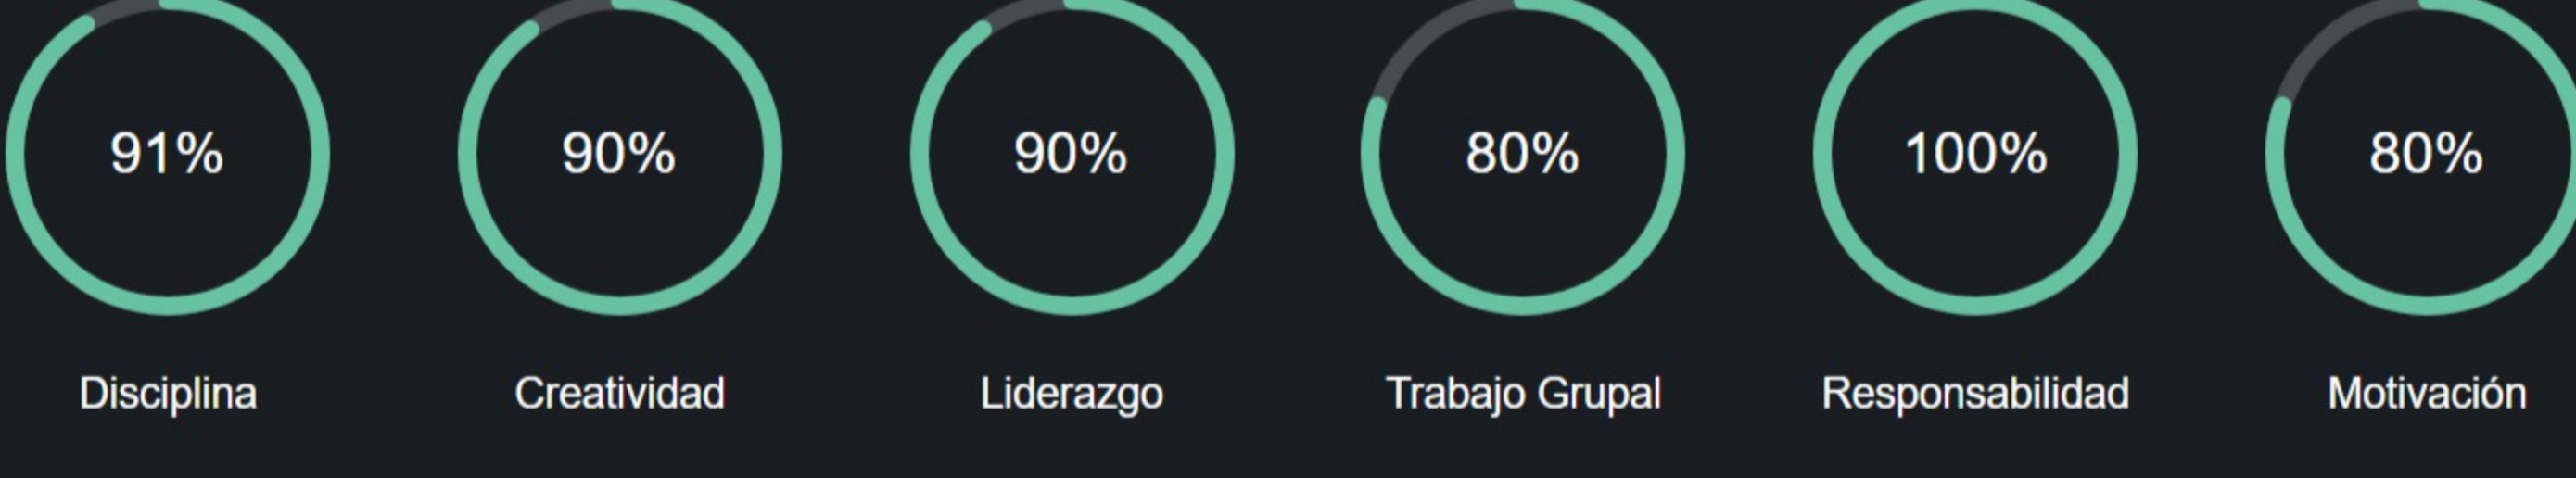 91% 90% 90% 80% 100% 80%
Disciplina Creatividad Liderazgo Trabajo Grupal Responsabilidad Motivación